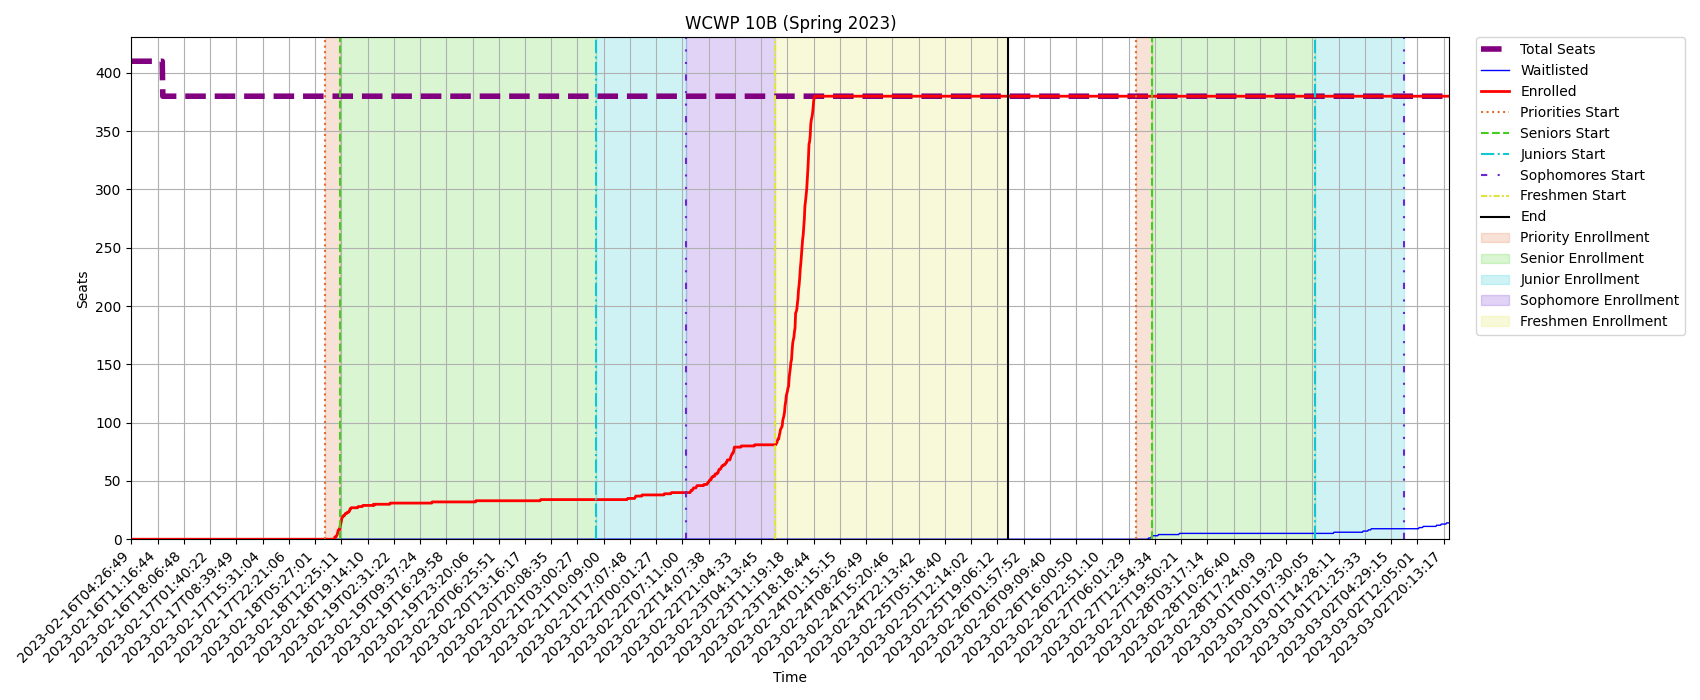 WCWP 10B (Spring 2023)
Seats
400
350
300
250
200
150
100
50
0
2023-02-16T04:26:49
2023-02-16T11:16:44
2023-02-16T18:06:48
2023-02-17T01:40:22
2023-02-17T08:39:49
2023-02-17T15:31:04
2023-02-17T22:21:06
2023-02-18T05:27:01
2023-02-18T12:25:11
2023-02-18T19:14:10
2023-02-19T02:31:22
2023-02-19T09:37:24
2023-02-19T16:29:58
2023-02-19T23:20:06
2023-02-20T06:25:51
2023-02-20T13:16:17
2023-02-20T20:08:35
2023-02-21T03:00:27
2023-02-21T10:09:00
2023-02-21T17:07:48
2023-02-22T00:01:27
2023-02-22T07:11:00
2023-02-22T14:07:38
2023-02-22T21:04:33
2023-02-23T04:13:45
2023-02-23T11:19:18
2023-02-23T18:18:44
2023-02-24T01:15:15
2023-02-24T08:26:49
2023-02-24T15:20:46
2023-02-24T22:13:42
2023-02-25T05:18:40
2023-02-25T12:14:02
2023-02-25T19:06:12
2023-02-26T01:57:52
2023-02-26T09:09:40
2023-02-26T16:00:50
2023-02-26T22:51:10
2023-02-27T06:01:29
2023-02-27T12:54:34
2023-02-27T19:50:21
2023-02-28T03:17:14
2023-02-28T10:26:40
2023-02-28T17:24:09
2023-03-01T00:19:20
2023-03-01T07:30:05
2023-03-01T14:28:11
2023-03-01T21:25:33
2023-03-02T04:29:15
2023-03-02T12:05:01
2023-03-02T20:13:17
Time
Total Seats
Waitlisted
Enrolled
Priorities Start
Seniors Start
Juniors Start
Sophomores Start
Freshmen Start
End
Priority Enrollment
Senior Enrollment
Junior Enrollment
Sophomore Enrollment
Freshmen Enrollment